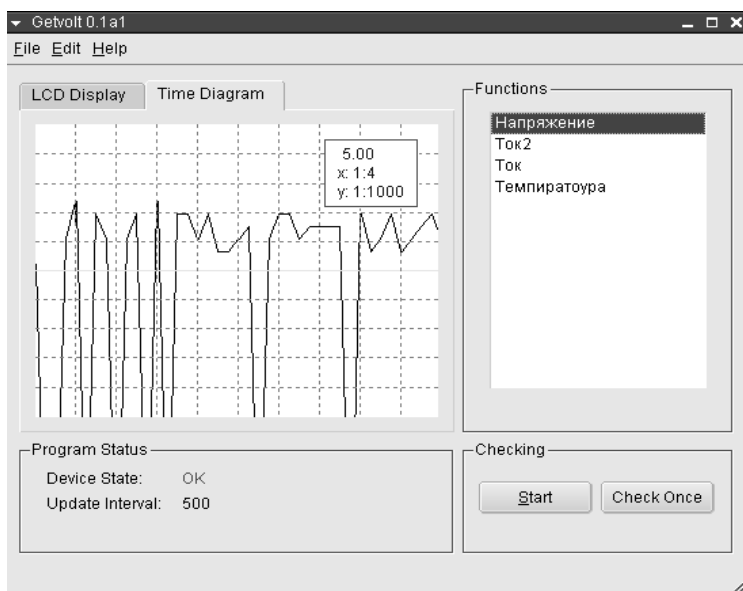 Getvolt 0.1a1
File Edit Help
LCD Display
Time Diagram
5.00
x: 1:4
y: 1:1000
Functions
Напряжение
Ток2
Ток
Темпиратоура
Program Status
Device State: OK
Update Interval: 500
Checking
Start
Check Once